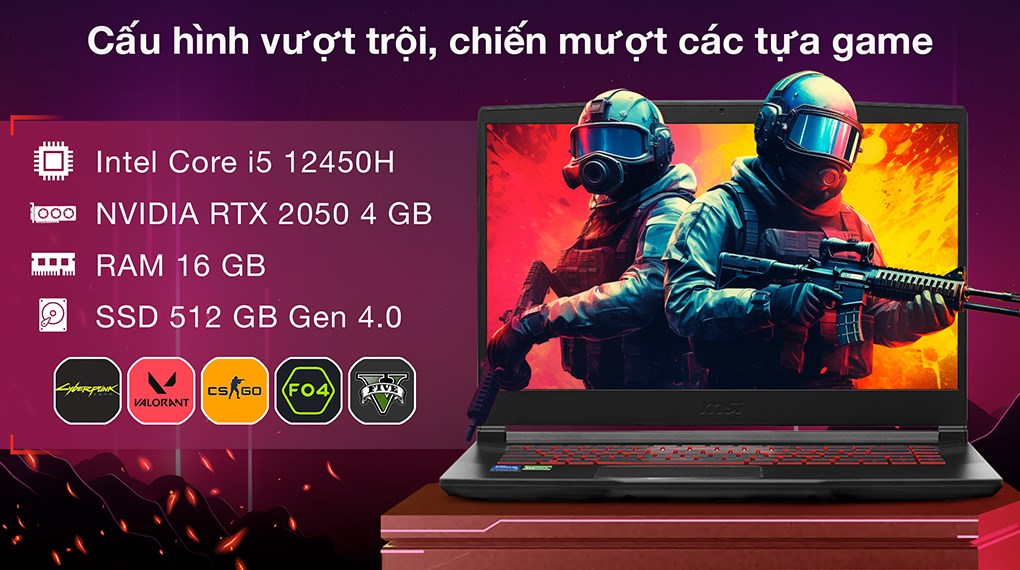 Cấu hình vượt trội, chiến mượt các tựa game
Intel Core i5 12450H
NVIDIA RTX 2050 4 GB
RAM 16 GB
SSD 512 GB Gen 4.0
Cyberpunk
VALORANT
CS GO
FO4
V
FIVE
msi